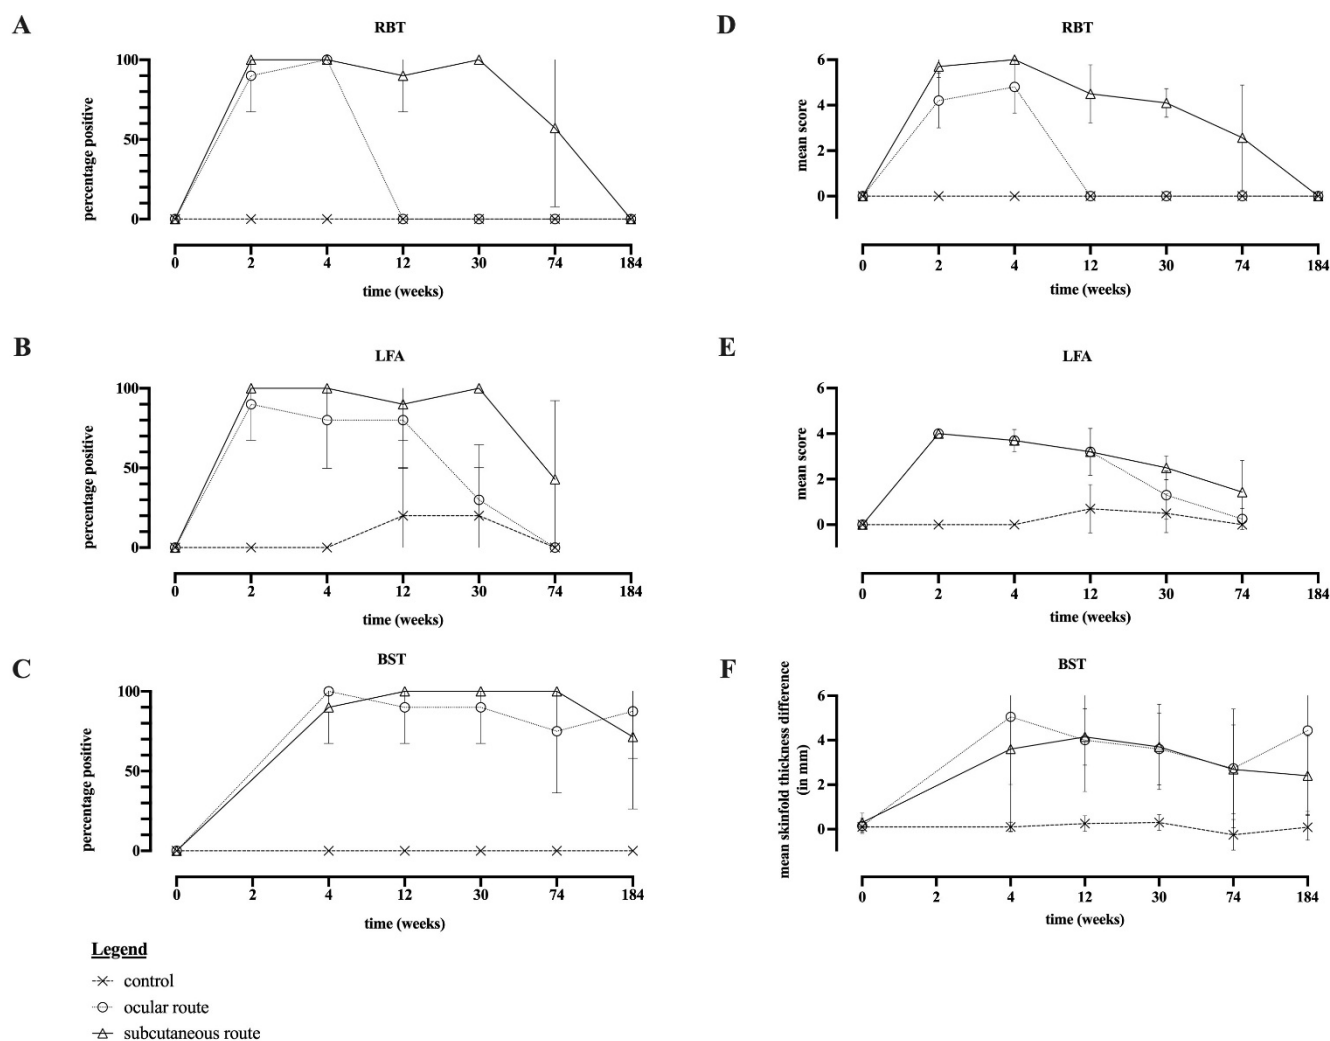 A
RBT
percentage positive
100
50
0
0 2 4 12 30 74 184
time (weeks)
D
RBT
mean score
6
4
2
0
0 2 4 12 30 74 184
time (weeks)
B
LFA
percentage positive
100
50
0
0 2 4 12 30 74 184
time (weeks)
E
LFA
mean score
6
4
2
0
0 2 4 12 30 74 184
time (weeks)
C
BST
percentage positive
100
50
0
0 2 4 12 30 74 184
time (weeks)
F
BST
mean skinfold thickness difference
(in mm)
6
4
2
0
0 2 4 12 30 74 184
time (weeks)
Legend
control
ocular route
subcutaneous route